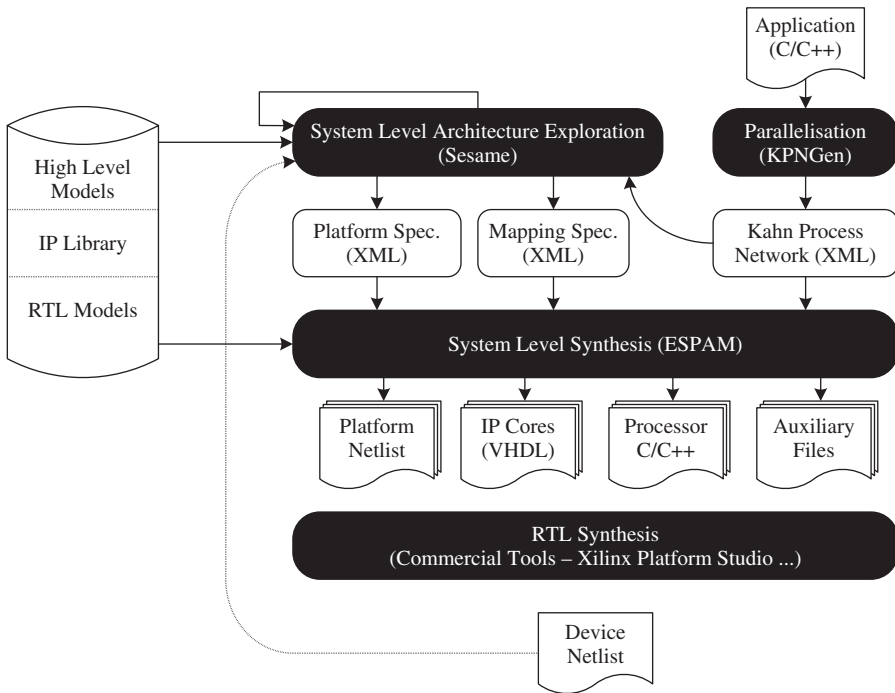 Application
(C/C++)
System Level Architecture Exploration
(Sesame)
Parallelisation
(KPNGen)
High Level
Models
IP Library
RTL Models
Platform Spec.
(XML)
Mapping Spec.
(XML)
Kahn Process
Network (XML)
System Level Synthesis (ESPAM)
Platform
Netlist
IP Cores
(VHDL)
Processor
C/C++
Auxiliary
Files
RTL Synthesis
(Commercial Tools – Xilinx Platform Studio ...)
Device
Netlist